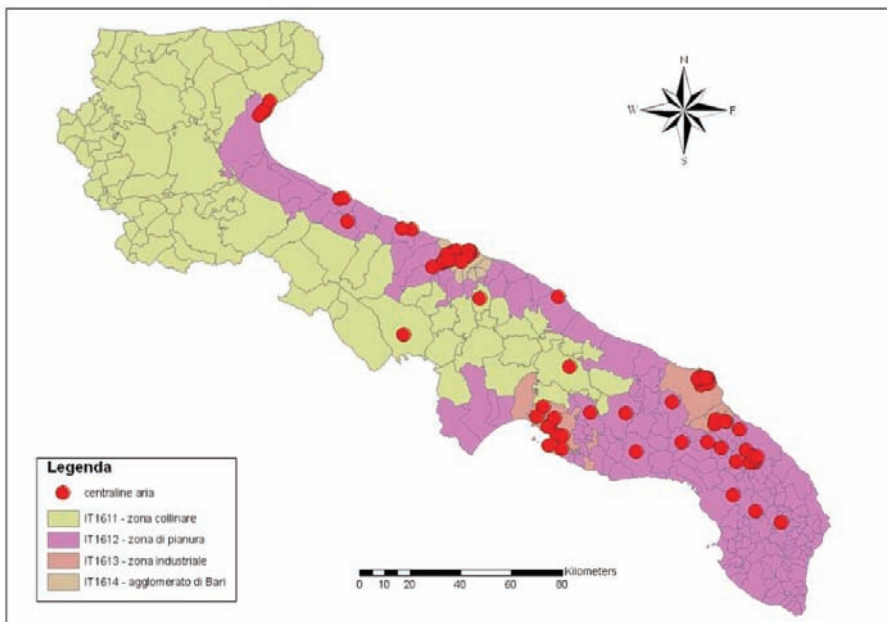 N
W E
S
Legenda
centraline aria
IT1611 - zona collinare
IT1612 - zona di pianura
IT1613 - zona industriale
IT1614 - agglomerato di Bari
Kilometers
0 5 10 20 40 60 80